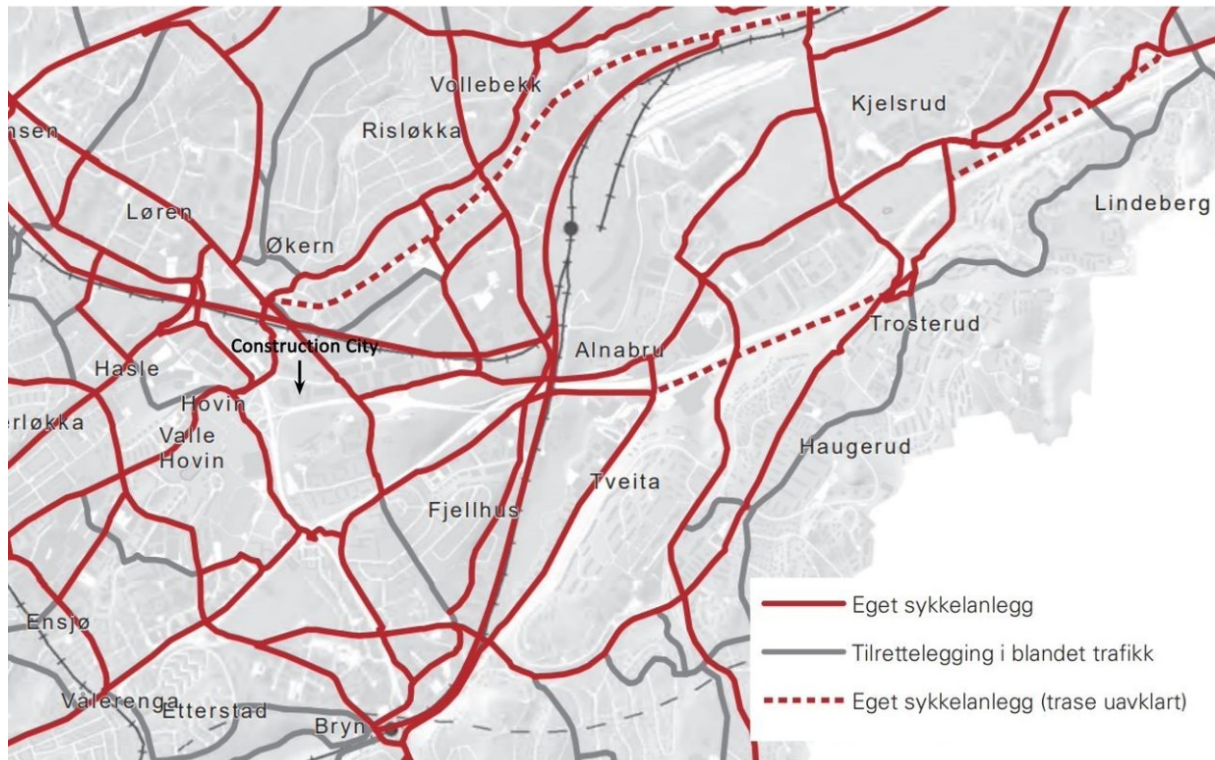 Vollebekk
Kjelsrud
Risløkka
nsen
Lindeberg
Løren
Økern
Trosterud
Construction City
Alnabru
Hasle
Hovin
erløkka
Valle
Hovin
Haugerud
Tveita
Fjellhus
Ensjø
Vålerenga
Etterstad
Bryn
Eget sykkelanlegg
Tilrettelegging i blandet trafikk
Eget sykkelanlegg (trase uavklart)